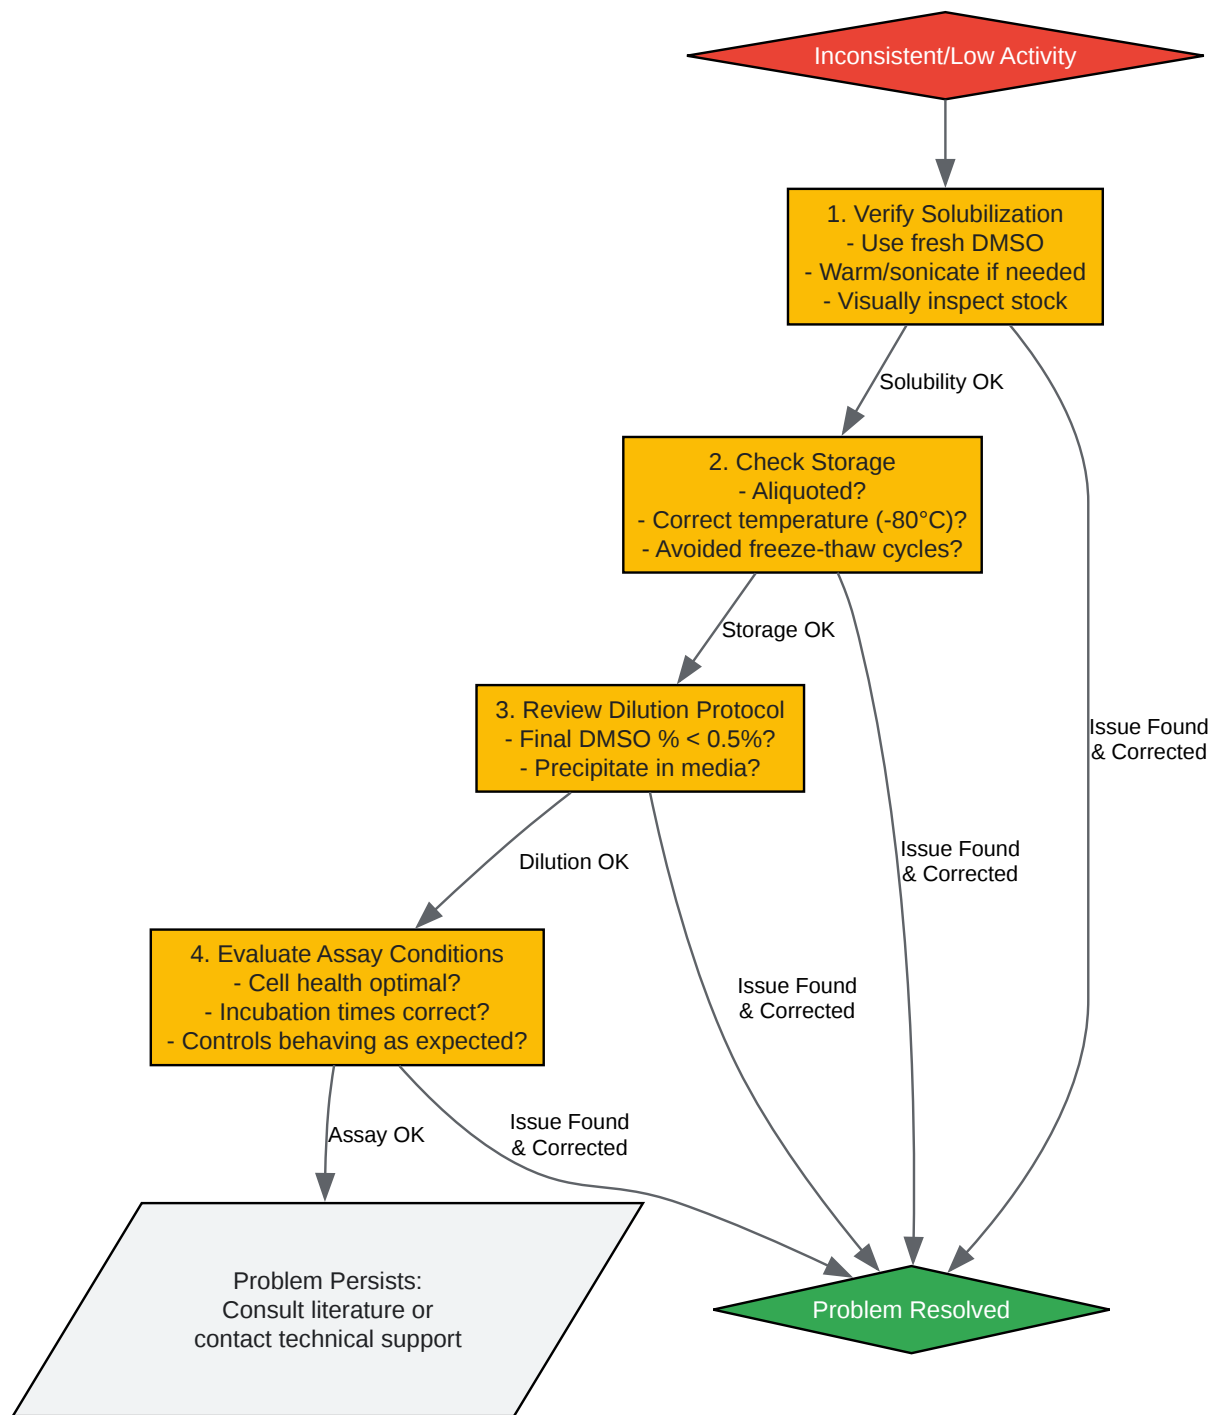 Inconsistent/Low Activity
1. Verify Solubilization
- Use fresh DMSO
- Warm/sonicate if needed
- Visually inspect stock
Solubility OK
2. Check Storage
- Aliquoted?
- Correct temperature (-80°C)?
- Avoided freeze-thaw cycles?
Storage OK
3. Review Dilution Protocol
- Final DMSO % < 0.5%?
- Precipitate in media?
Issue Found
& Corrected
Dilution OK
Issue Found
& Corrected
4. Evaluate Assay Conditions
- Cell health optimal?
- Incubation times correct?
- Controls behaving as expected?
Issue Found
& Corrected
Assay OK
Issue Found
& Corrected
Problem Persists:
Consult literature or
contact technical support
Problem Resolved